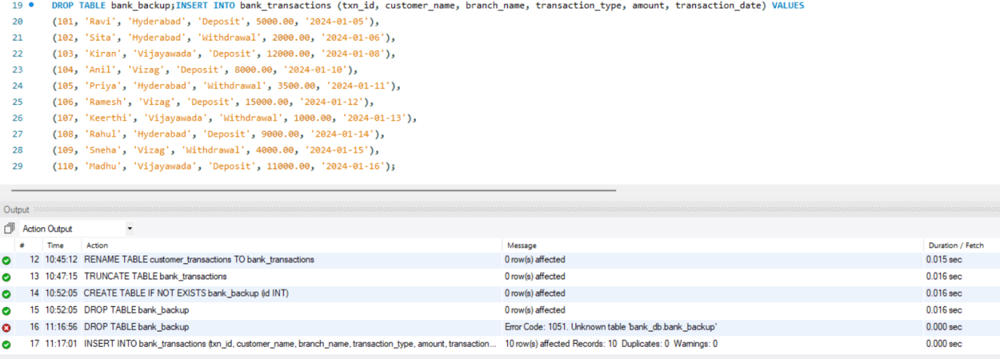 19 DROP TABLE bank_backup;INSERT INTO bank_transactions (txn_id, customer_name, branch_name, transaction_type, amount, transaction_date) VALUES
20 (101, 'Ravi', 'Hyderabad', 'Deposit', 5000.00, '2024-01-05'),
21 (102, 'Sita', 'Hyderabad', 'Withdrawal', 2000.00, '2024-01-06'),
22 (103, 'Kiran', 'Vijayawada', 'Deposit', 12000.00, '2024-01-08'),
23 (104, 'Anil', 'Vizag', 'Deposit', 8000.00, '2024-01-10'),
24 (105, 'Priya', 'Hyderabad', 'Withdrawal', 3500.00, '2024-01-11'),
25 (106, 'Ramesh', 'Vizag', 'Deposit', 15000.00, '2024-01-12'),
26 (107, 'Keerthi', 'Vijayawada', 'Withdrawal', 1000.00, '2024-01-13'),
27 (108, 'Rahul', 'Hyderabad', 'Deposit', 9000.00, '2024-01-14'),
28 (109, 'Sneha', 'Vizag', 'Withdrawal', 4000.00, '2024-01-15'),
29 (110, 'Madhu', 'Vijayawada', 'Deposit', 11000.00, '2024-01-16');
Output
Action Output
# Time Action Message Duration / Fetch
12 10:45:12 RENAME TABLE customer_transactions TO bank_transactions 0 row(s) affected 0.015 sec
13 10:47:15 TRUNCATE TABLE bank_transactions 0 row(s) affected 0.016 sec
14 10:52:05 CREATE TABLE IF NOT EXISTS bank_backup (id INT) 0 row(s) affected 0.016 sec
15 10:52:05 DROP TABLE bank_backup 0 row(s) affected 0.016 sec
16 11:16:56 DROP TABLE bank_backup Error Code: 1051. Unknown table 'bank_db.bank_backup' 0.000 sec
17 11:17:01 INSERT INTO bank_transactions (txn_id, customer_name, branch_name, transaction_type, amount, transaction... 10 row(s) affected Records: 10 Duplicates: 0 Warnings: 0 0.000 sec